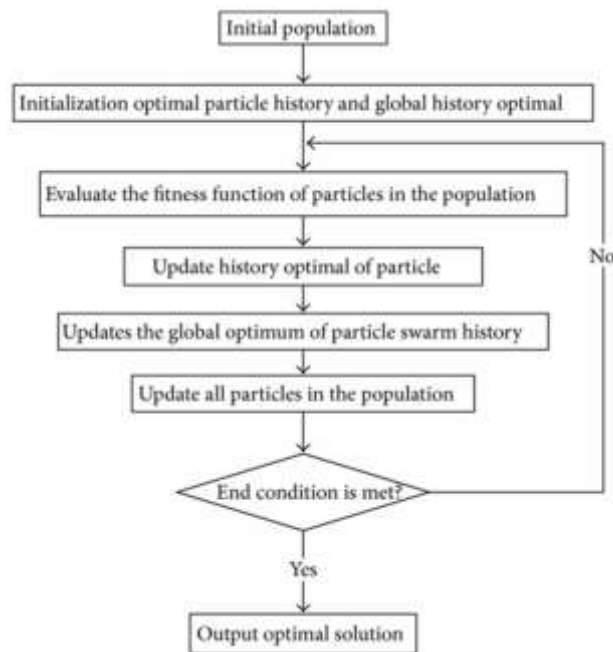 Initial population
Initialization optimal particle history and global history optimal
Evaluate the fitness function of particles in the population
No
Update history optimal of particle
Updates the global optimum of particle swarm history
Update all particles in the population
End condition is met?
Yes
Output optimal solution